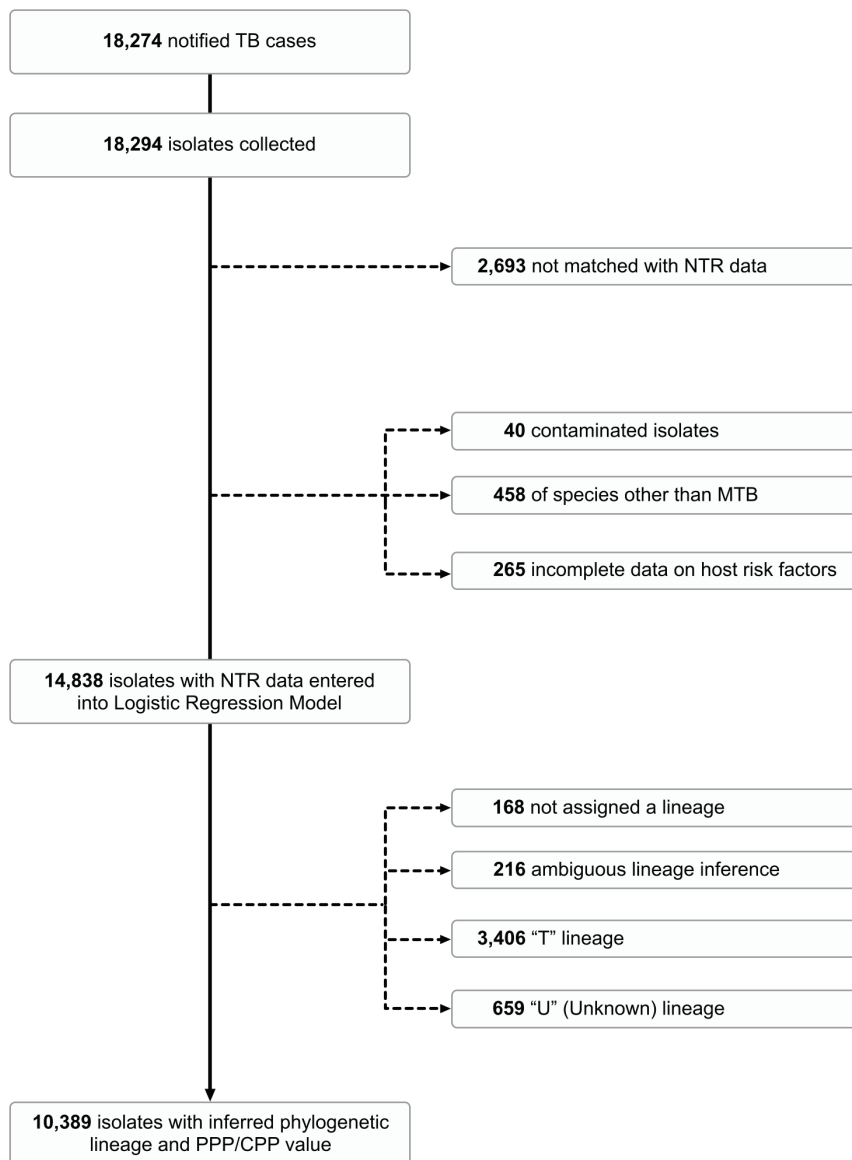 18,274 notified TB cases
18,294 isolates collected
2,693 not matched with NTR data
40 contaminated isolates
458 of species other than MTB
265 incomplete data on host risk factors
14,838 isolates with NTR data entered
into Logistic Regression Model
168 not assigned a lineage
216 ambiguous lineage inference
3,406 “T” lineage
659 “U” (Unknown) lineage
10,389 isolates with inferred phylogenetic
lineage and PPP/CPP value